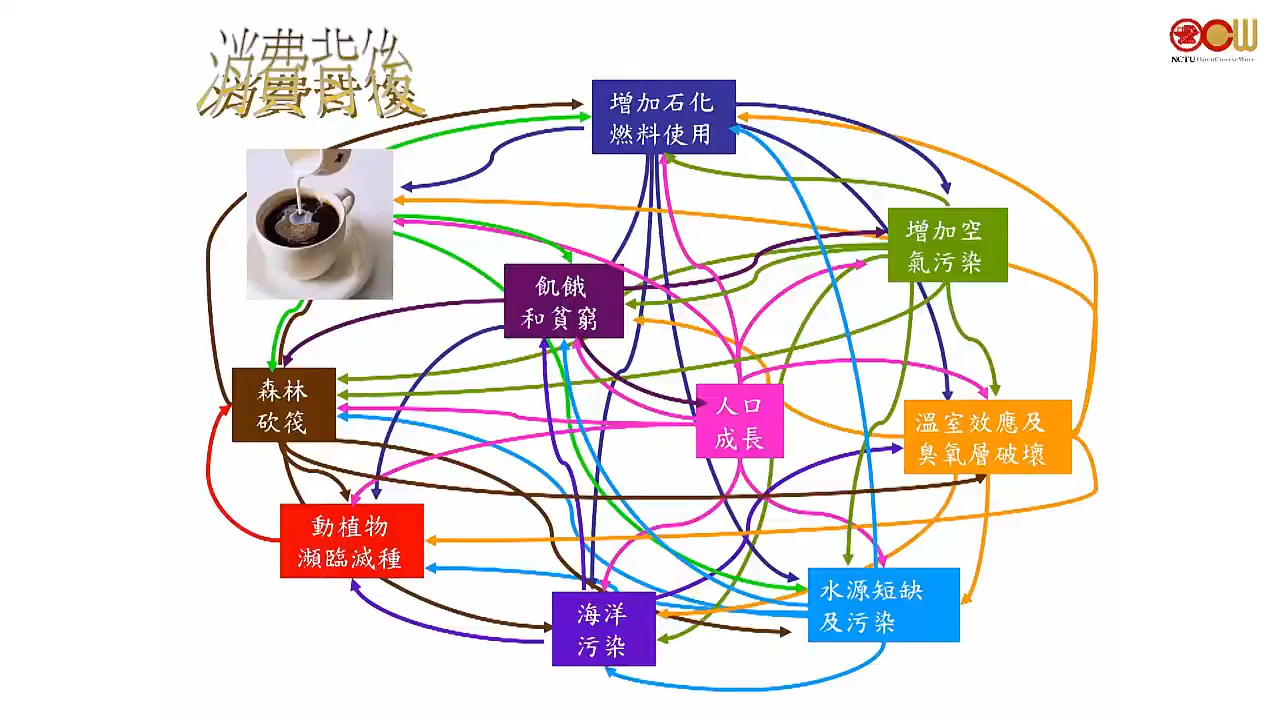 消費背後
NCTU OpenCourseWare
增加石化
燃料使用
增加空
氣污染
飢餓
和貧窮
森林
砍筏
人口
成長
溫室效應及
臭氧層破壞
動植物
瀕臨滅種
海洋
污染
水源短缺
及污染